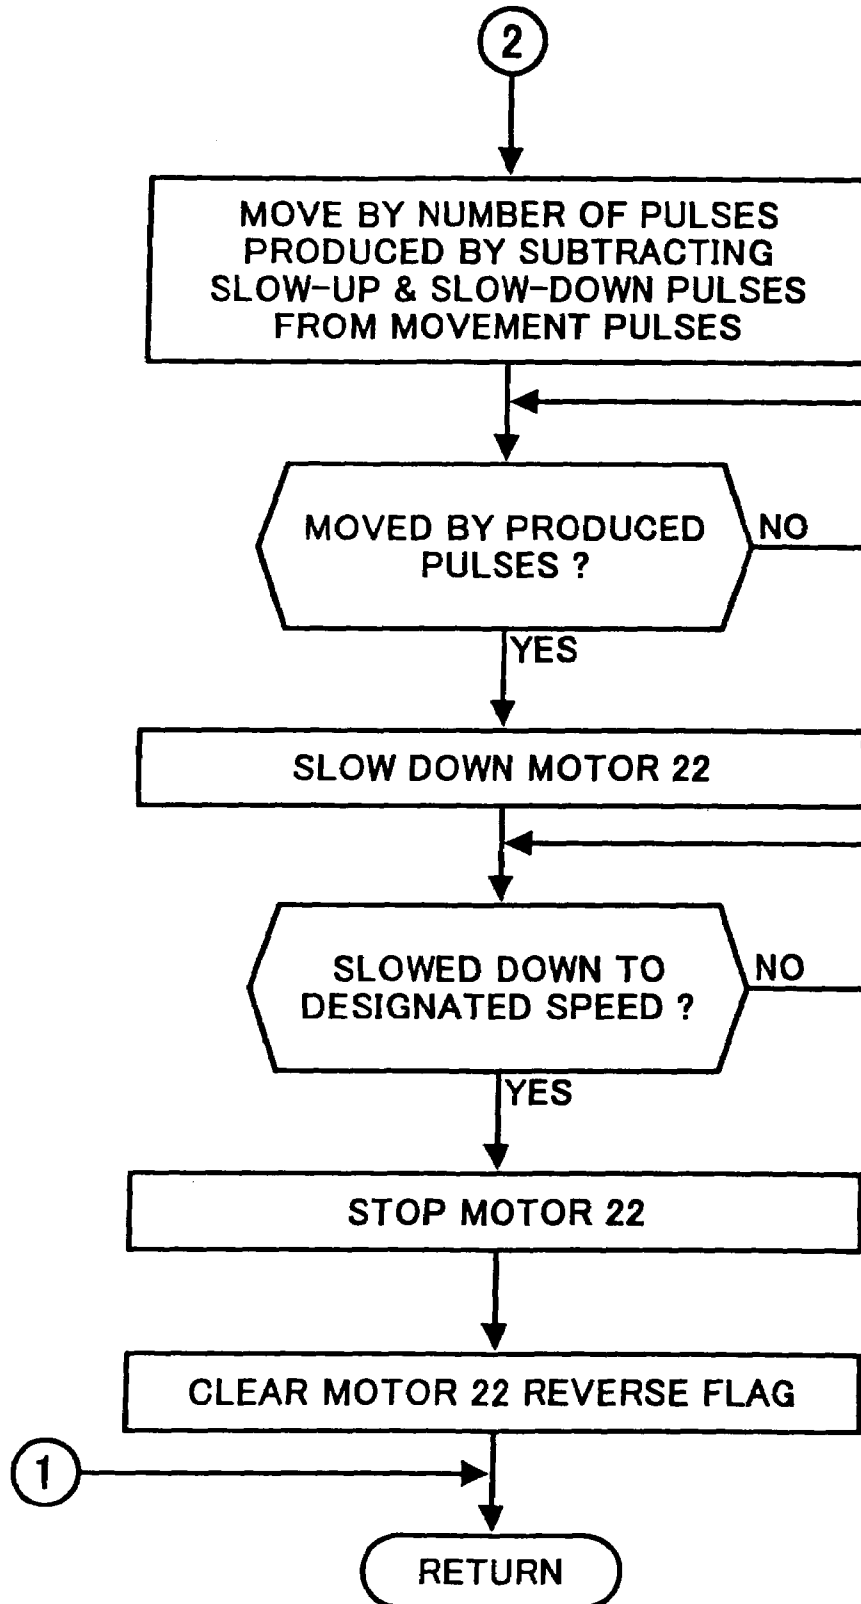 2
MOVE BY NUMBER OF PULSES
PRODUCED BY SUBTRACTING
SLOW-UP & SLOW-DOWN PULSES
FROM MOVEMENT PULSES
MOVED BY PRODUCED
PULSES ?
NO
YES
SLOW DOWN MOTOR 22
SLOWED DOWN TO
DESIGNATED SPEED ?
NO
YES
STOP MOTOR 22
CLEAR MOTOR 22 REVERSE FLAG
1
RETURN